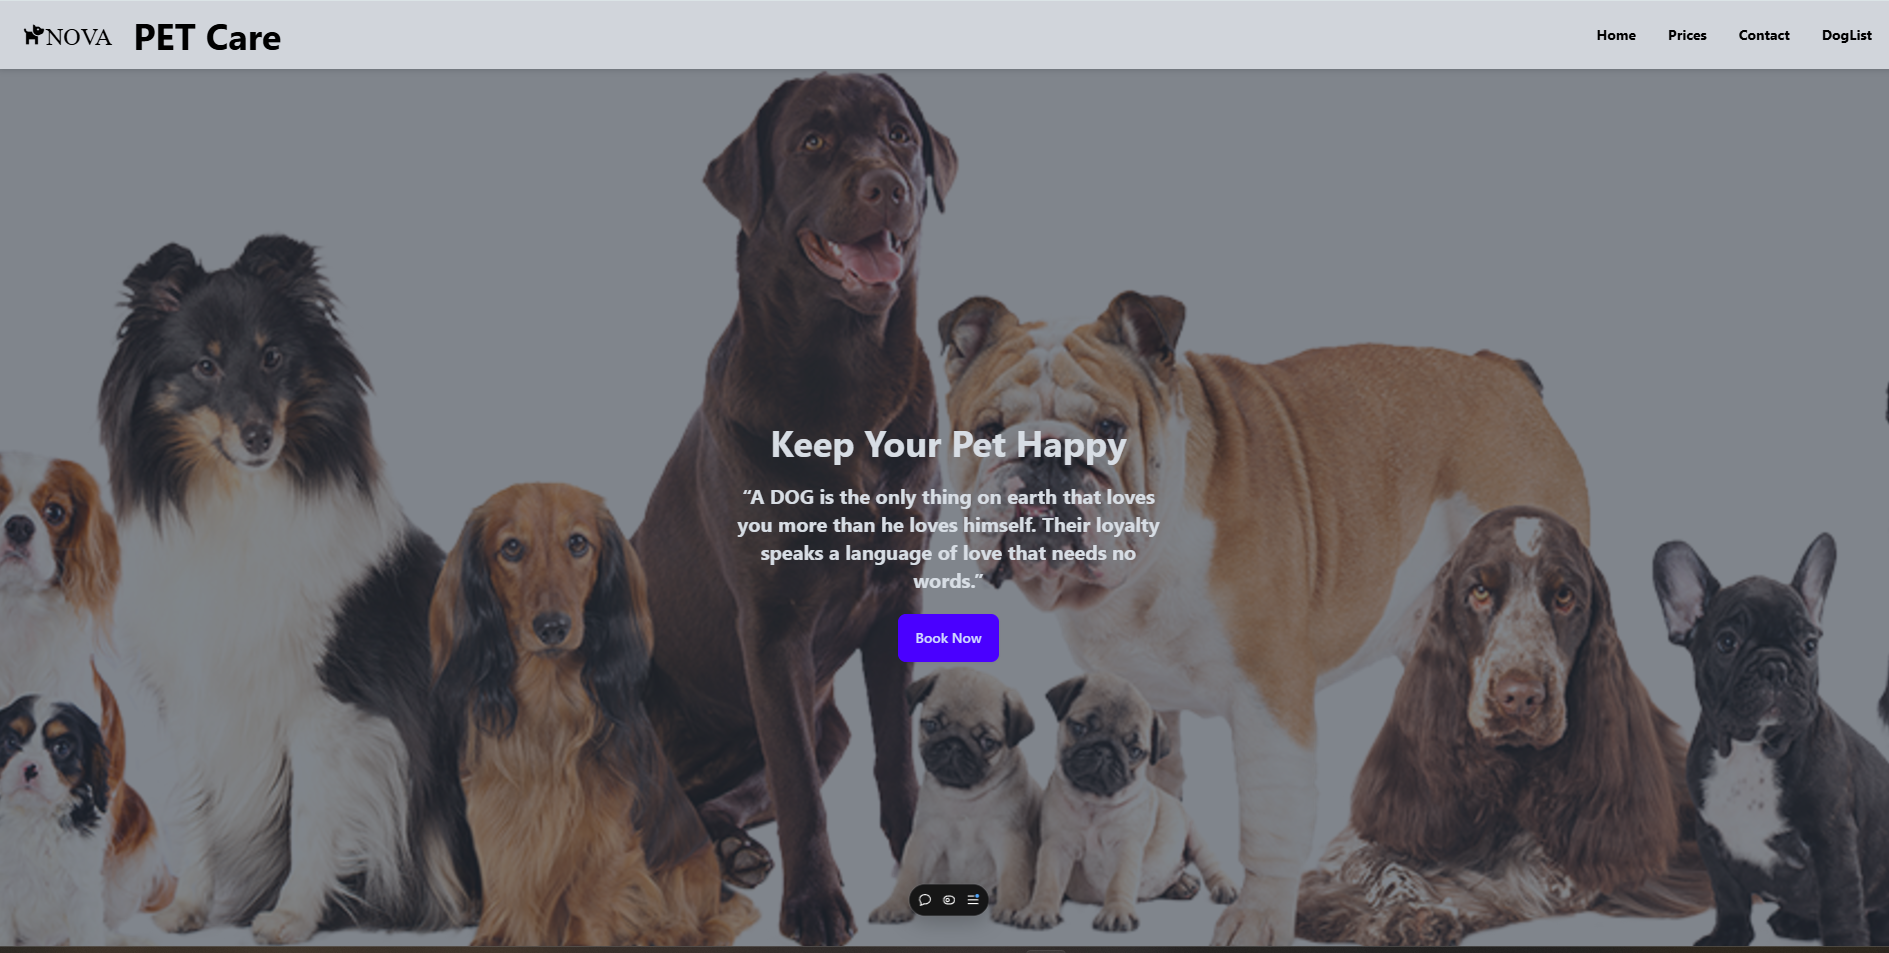 NOVA PET Care
Home Prices Contact DogList
Keep Your Pet Happy
“A DOG is the only thing on earth that loves
you more than he loves himself. Their loyalty
speaks a language of love that needs no
words.”
Book Now